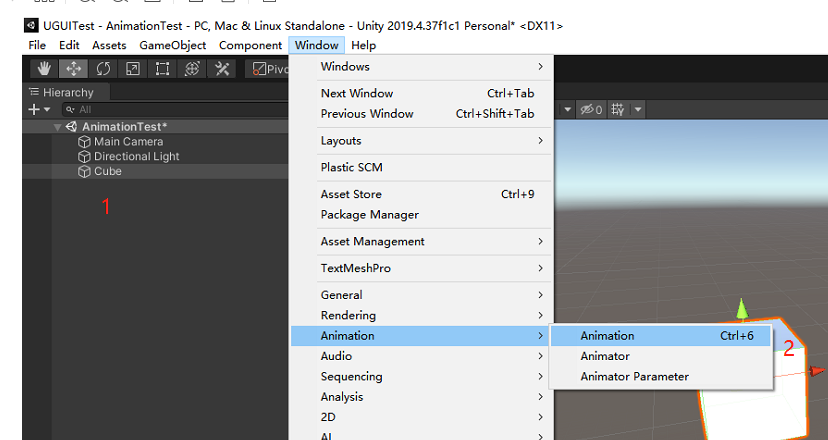 UGUITest - AnimationTest - PC, Mac & Linux Standalone - Unity 2019.4.37f1c1 Personal* <DX11>
File Edit Assets GameObject Component Window Help
Pivo
Hierarchy
All
AnimationTest*
Main Camera
Directional Light
Cube
1
Windows
Next Window Ctrl+Tab
Previous Window Ctrl+Shift+Tab
Layouts
Plastic SCM
Asset Store Ctrl+9
Package Manager
Asset Management
TextMeshPro
General
Rendering
Animation
Audio
Sequencing
Analysis
2D
AI
0
Animation Ctrl+6
Animator
Animator Parameter
2